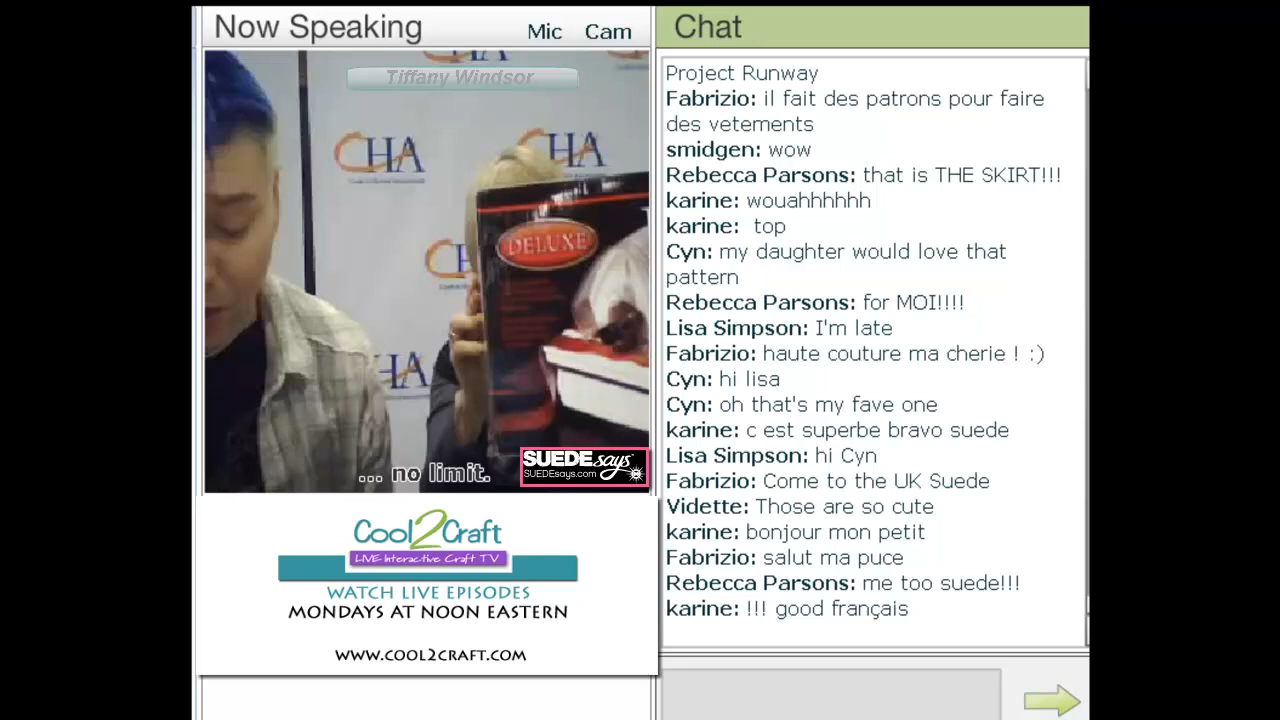 Now Speaking
Mic Cam
Tiffany Windsor
CHA
CHA
CHA
CHA
DELUXE
... no limit.
SUEDEsays
SUEDEsays.com
Cool2Craft
LIVE Interactive Craft TV
WATCH LIVE EPISODES
MONDAYS AT NOON EASTERN
WWW.COOL2CRAFT.COM
Chat
Project Runway
Fabrizio: il fait des patrons pour faire
des vetements
smidgen: wow
Rebecca Parsons: that is THE SKIRT!!!
karine: wouahhhhhh
karine: top
Cyn: my daughter would love that
pattern
Rebecca Parsons: for MOI!!!!
Lisa Simpson: I'm late
Fabrizio: haute couture ma cherie ! :)
Cyn: hi lisa
Cyn: oh that's my fave one
karine: c est superbe bravo suede
Lisa Simpson: hi Cyn
Fabrizio: Come to the UK Suede
Vidette: Those are so cute
karine: bonjour mon petit
Fabrizio: salut ma puce
Rebecca Parsons: me too suede!!!
karine: !!! good français